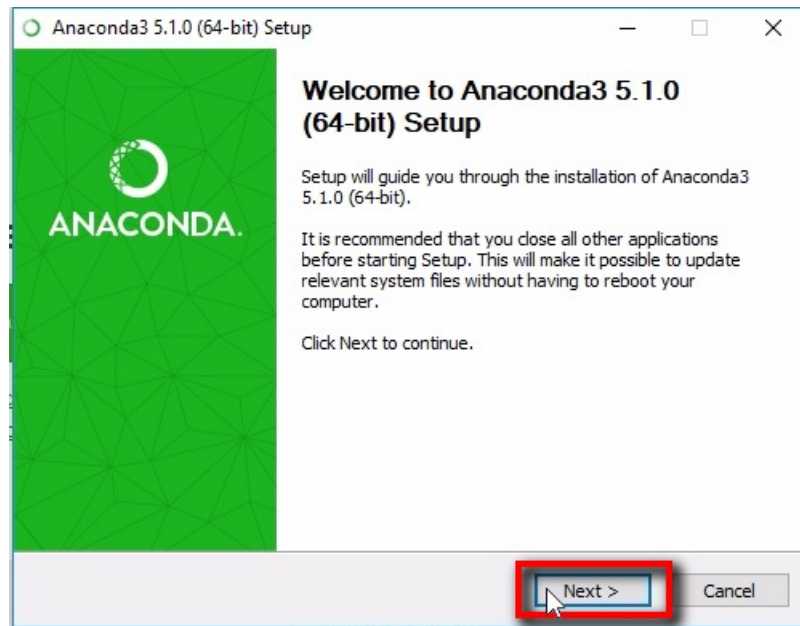 Anaconda3 5.1.0 (64-bit) Setup
Welcome to Anaconda3 5.1.0
(64-bit) Setup
Setup will guide you through the installation of Anaconda3
5.1.0 (64-bit).
ANACONDA.
It is recommended that you close all other applications
before starting Setup. This will make it possible to update
relevant system files without having to reboot your
computer.
Click Next to continue.
Next >
Cancel